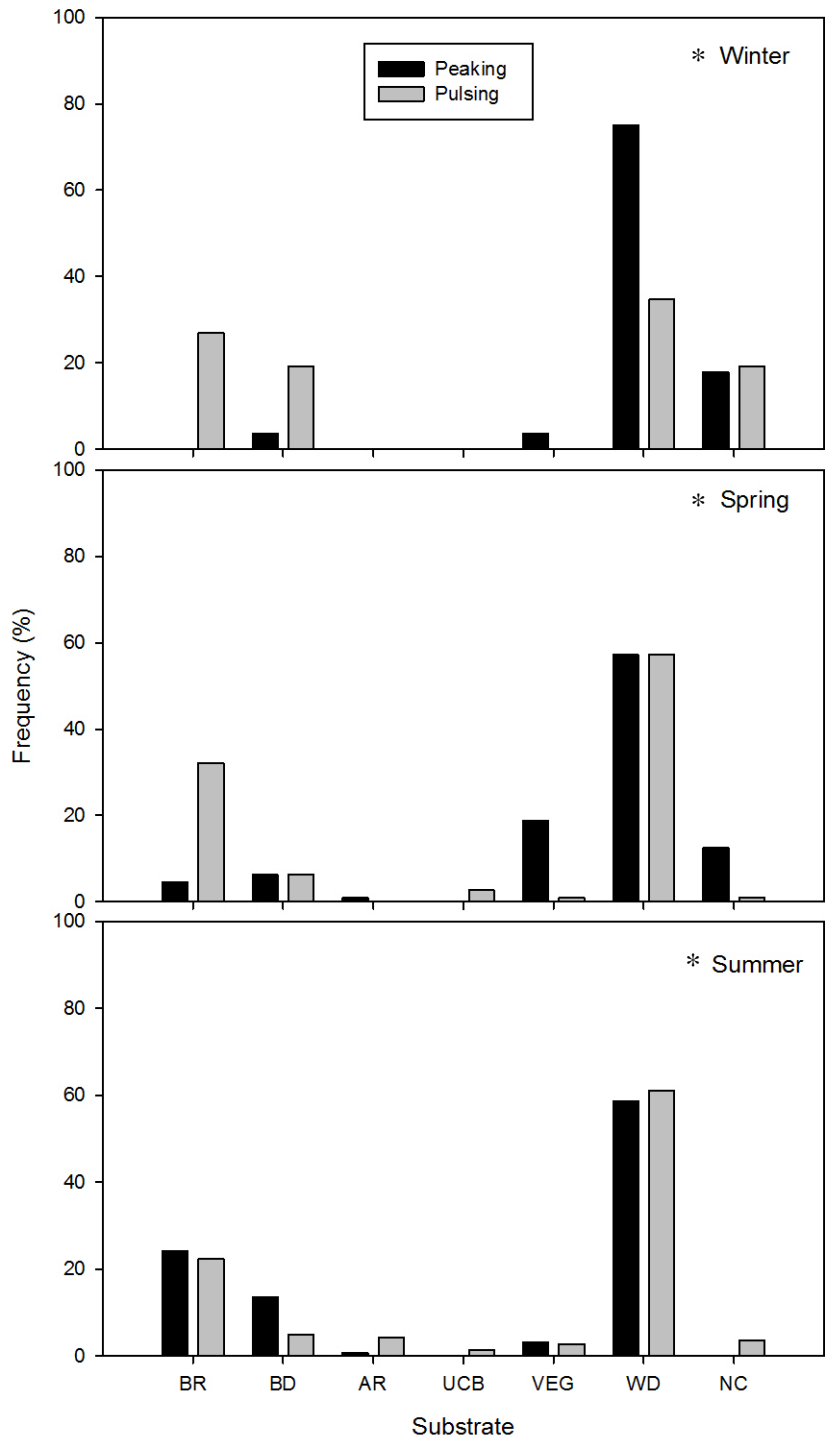 100
80
60
40
20
0
Peaking
Pulsing
* Winter
100
80
60
40
20
0
* Spring
Frequency (%)
100
80
60
40
20
0
* Summer
BR BD AR UCB VEG WD NC
Substrate